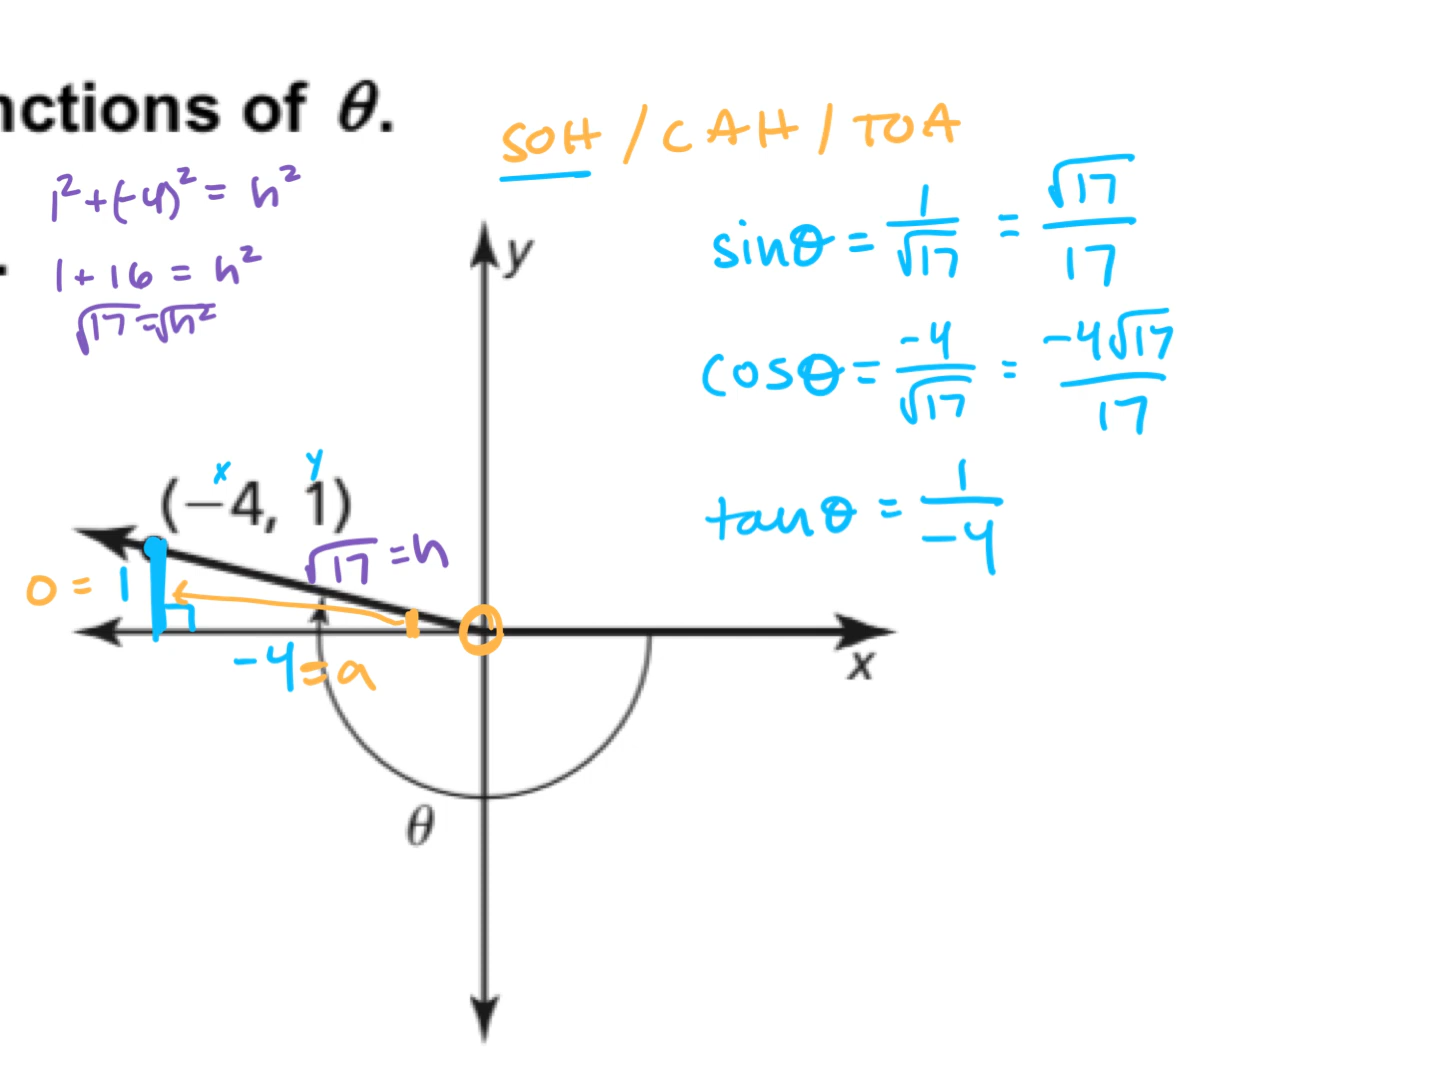 nctions of θ.
SOH / CAH / TOA
1² + (-4)² = h²
1 + 16 = h²
√17 = √h²
sinθ = 1/√17 = √17/17
cosθ = -4/√17 = -4√17/17
tanθ = 1/-4
y
x y
(−4, 1)
√17 = h
o = 1
-4 = a
x
θ